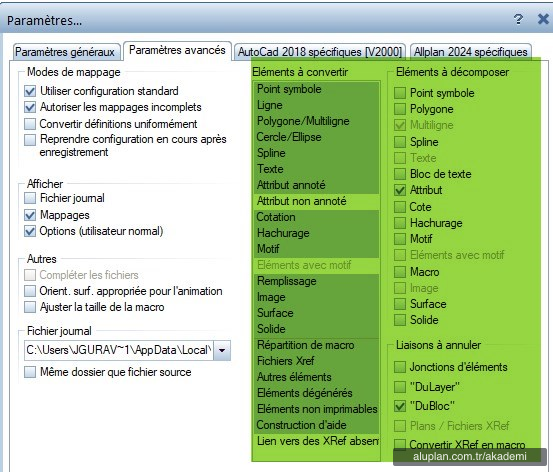 Paramètres...
Paramètres généraux
Paramètres avancés
AutoCad 2018 spécifiques [V2000]
Allplan 2024 spécifiques
Modes de mappage
Utiliser configuration standard
Autoriser les mappages incomplets
Convertir définitions uniformément
Reprendre configuration en cours après
enregistrement
Afficher
Fichier journal
Mappages
Options (utilisateur normal)
Autres
Compléter les fichiers
Orient. surf. appropriée pour l'animation
Ajuster la taille de la macro
Fichier journal
C:\Users\JGURAV~1\AppData\Local\
Même dossier que fichier source
Eléments à convertir
Point symbole
Ligne
Polygone/Multiligne
Cercle/Ellipse
Spline
Texte
Attribut annoté
Attribut non annoté
Cotation
Hachurage
Motif
Eléments avec motif
Remplissage
Image
Surface
Solide
Répartition de macro
Fichiers Xref
Autres éléments
Eléments dégénérés
Eléments non imprimables
Construction d'aide
Lien vers des XRef absen
Eléments à décomposer
Point symbole
Polygone
Multiligne
Spline
Texte
Bloc de texte
Attribut
Cote
Hachurage
Motif
Eléments avec motif
Macro
Image
Surface
Solide
Liaisons à annuler
Jonctions d'éléments
"DuLayer"
"DuBloc"
Plans / Fichiers XRef
Convertir XRef en macro
aluplan.com.tr/akademi